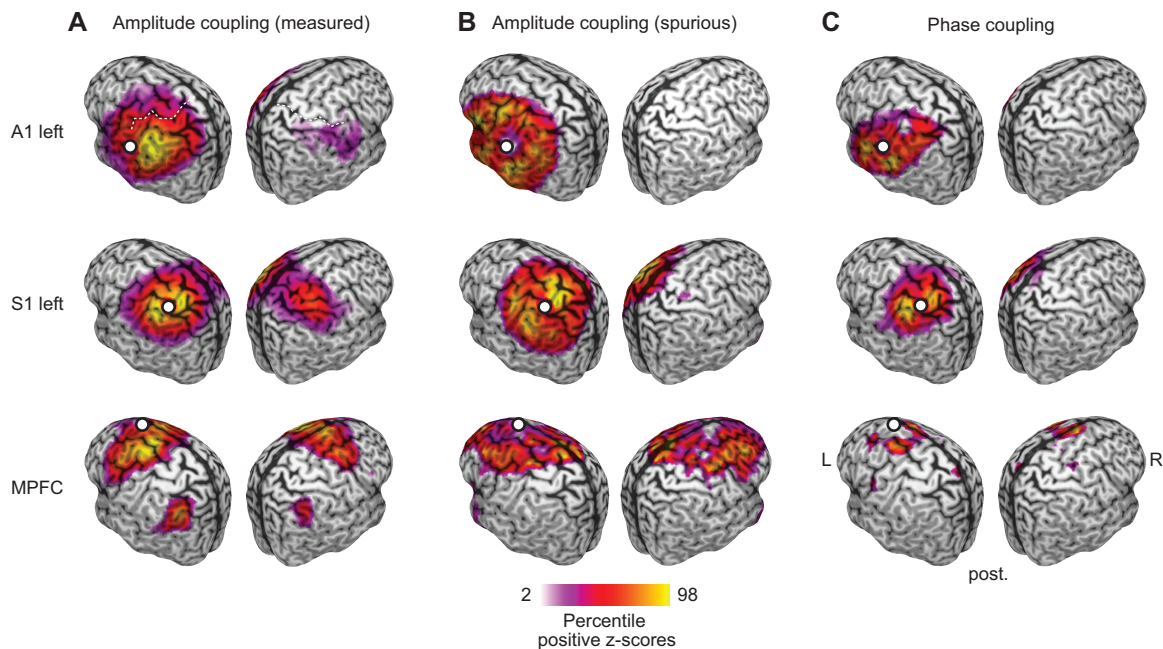 A Amplitude coupling (measured)
B Amplitude coupling (spurious)
C Phase coupling
A1 left
S1 left
MPFC
L
R
post.
2 98
Percentile
positive z-scores